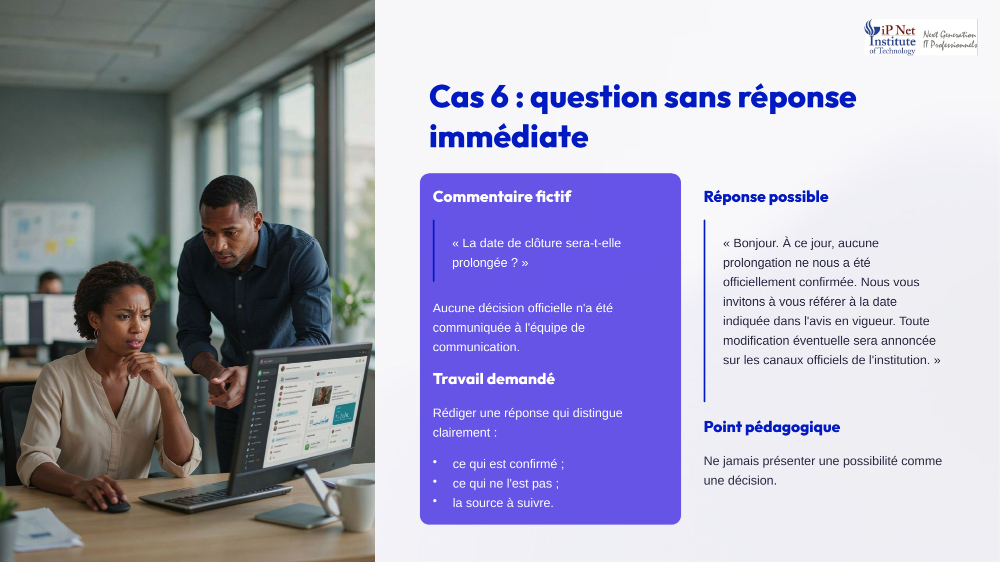 iP Net
Institute
of Technology
Next Generation
IT Professionnels
Cas 6 : question sans réponse
immédiate
Commentaire fictif
« La date de clôture sera-t-elle
prolongée ? »
Aucune décision officielle n'a été
communiquée à l'équipe de
communication.
Travail demandé
Rédiger une réponse qui distingue
clairement :
• ce qui est confirmé ;
• ce qui ne l'est pas ;
• la source à suivre.
Réponse possible
« Bonjour. À ce jour, aucune
prolongation ne nous a été
officiellement confirmée. Nous vous
invitons à vous référer à la date
indiquée dans l'avis en vigueur. Toute
modification éventuelle sera annoncée
sur les canaux officiels de l'institution. »
Point pédagogique
Ne jamais présenter une possibilité comme
une décision.